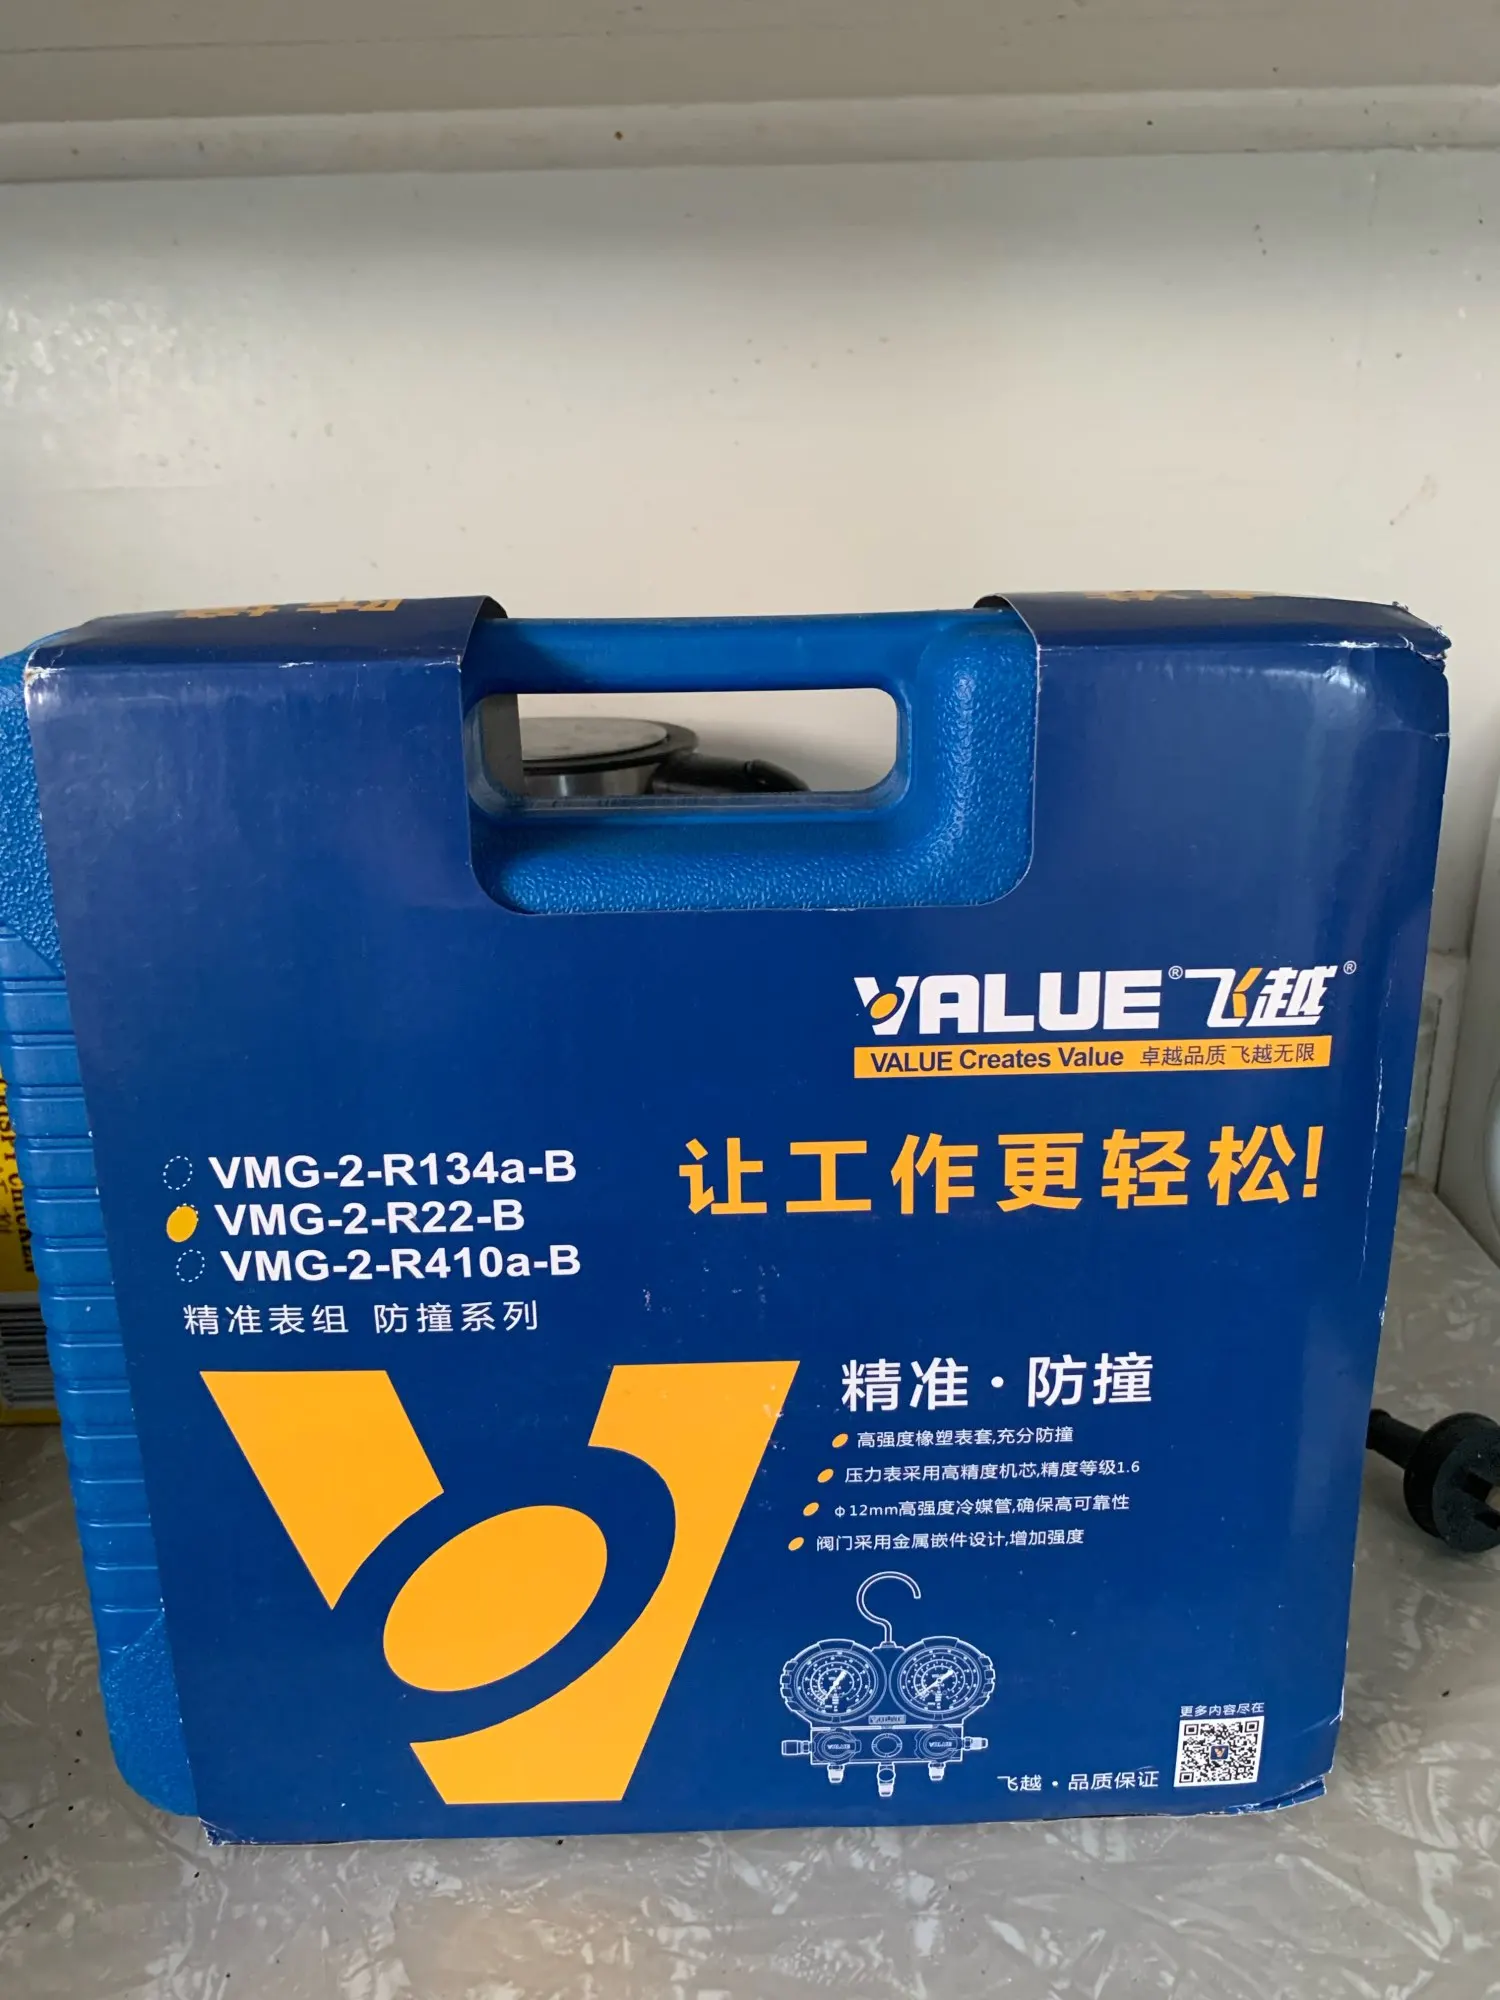 VALUE®飞越®
VALUE Creates Value 卓越品质 飞越无限
让工作更轻松!
VMG-2-R134a-B
VMG-2-R22-B
VMG-2-R410a-B
精准表组 防撞系列
精准·防撞
高强度橡塑表套,充分防撞
压力表采用高精度机芯,精度等级1.6
φ12mm高强度冷媒管,确保高可靠性
阀门采用金属嵌件设计,增加强度
VALUE
VALUE
VALUE
更多内容尽在
飞越·品质保证
CHICKEN